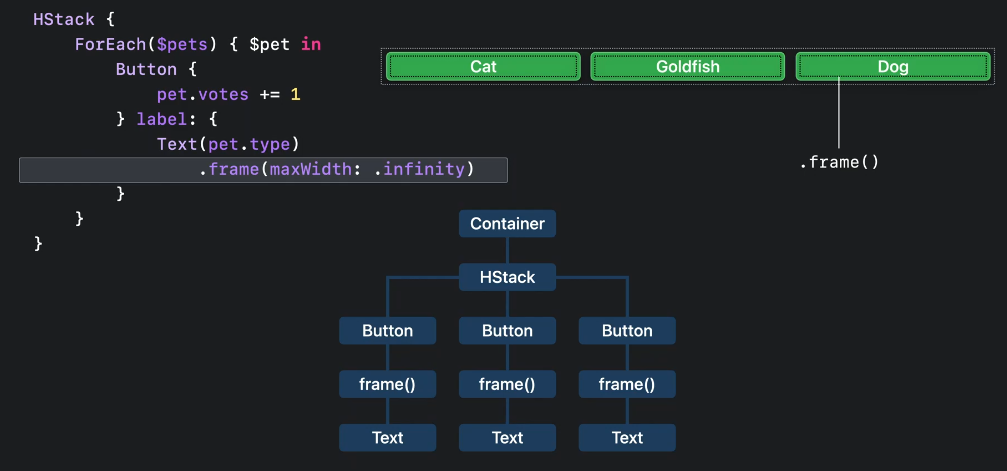 HStack {
ForEach($pets) { $pet in
Button {
pet.votes += 1
} label: {
Text(pet.type)
.frame(maxWidth: .infinity)
}
}
}
Cat Goldfish Dog
.frame()
Container
HStack
Button Button Button
frame() frame() frame()
Text Text Text